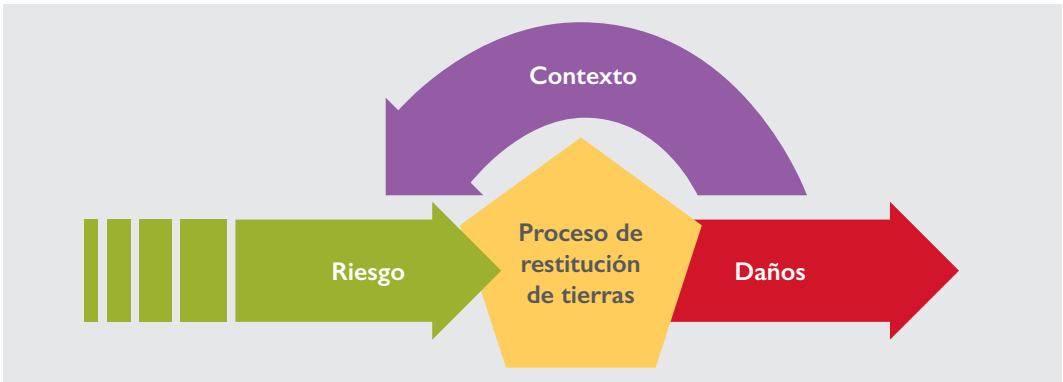 Contexto
Proceso de
restitución
de tierras
Riesgo
Daños